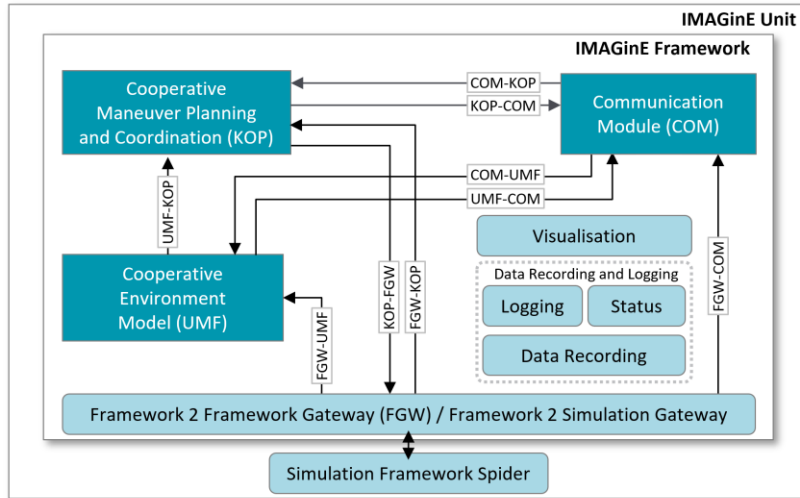 IMAGinE Unit
IMAGinE Framework
Cooperative
Maneuver Planning
and Coordination (KOP)
COM-KOP
KOP-COM
Communication
Module (COM)
COM-UMF
UMF-COM
UMF-KOP
Visualisation
Data Recording and Logging
Logging
Status
Data Recording
Cooperative
Environment
Model (UMF)
FGW-UMF
KOP-FGW
FGW-KOP
FGW-COM
Framework 2 Framework Gateway (FGW) / Framework 2 Simulation Gateway
Simulation Framework Spider